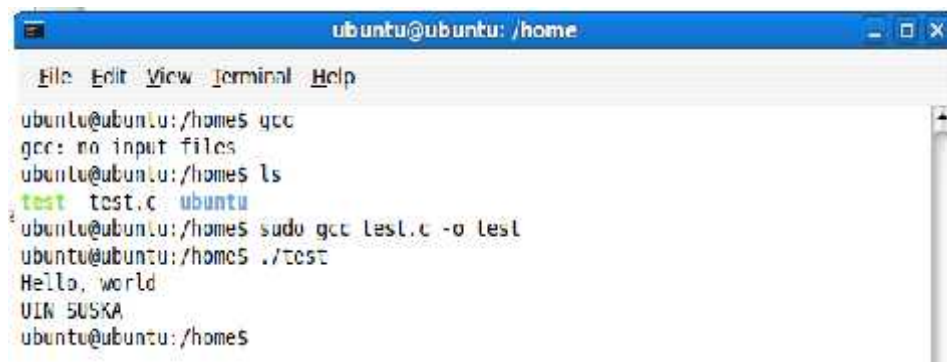 ubuntu@ubuntu: /home
File Edit View Terminal Help
ubuntu@ubuntu:/home$ gcc
gcc: no input files
ubuntu@ubuntu:/home$ ls
test test.c ubuntu
ubuntu@ubuntu:/home$ sudo gcc test.c -o test
ubuntu@ubuntu:/home$ ./test
Hello, world
UIN SUSKA
ubuntu@ubuntu:/home$